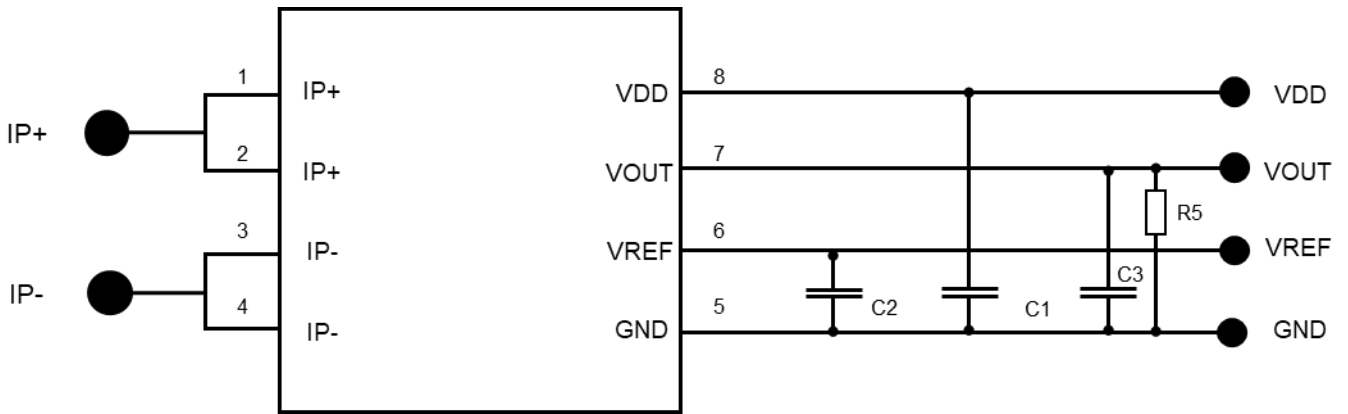 1
IP+
VDD
8
VDD
IP+
2
IP+
VOUT
7
VOUT
R5
3
IP-
VREF
6
VREF
C3
IP-
4
IP-
GND
5
C2
C1
GND